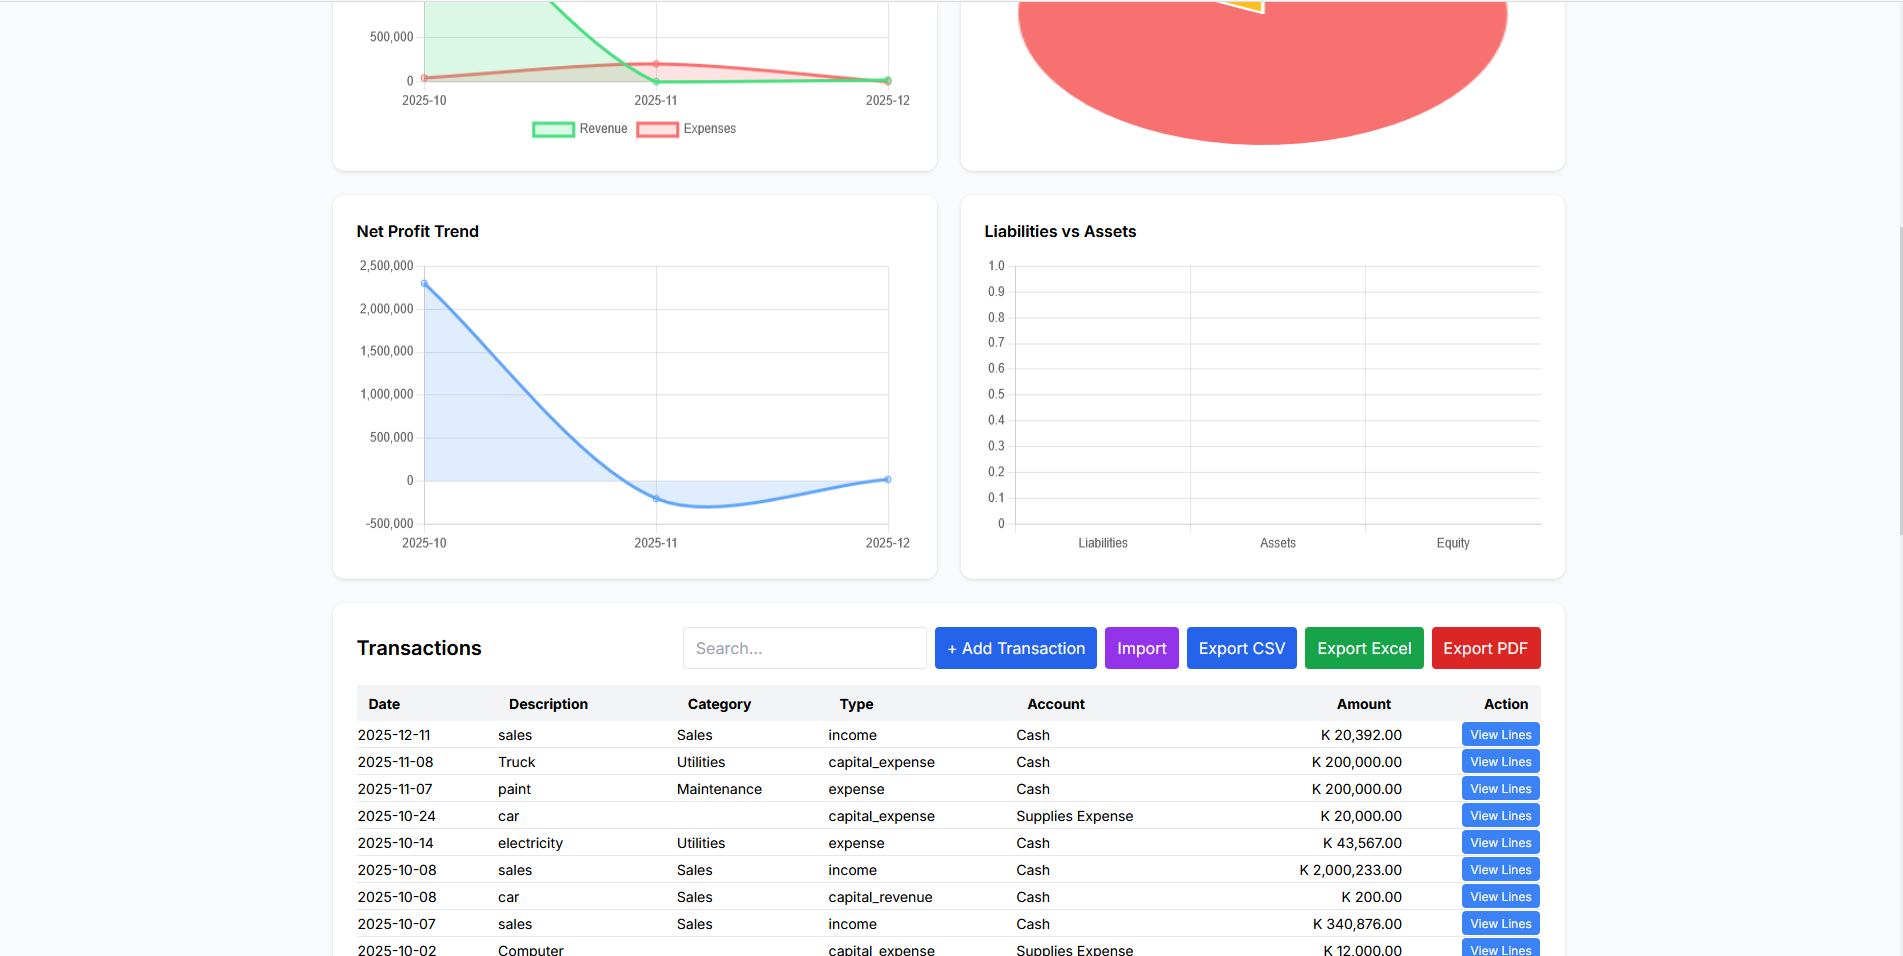 500,000
0
2025-10 2025-11 2025-12
Revenue Expenses
Net Profit Trend
2,500,000
2,000,000
1,500,000
1,000,000
500,000
0
-500,000
2025-10 2025-11 2025-12
Liabilities vs Assets
1.0
0.9
0.8
0.7
0.6
0.5
0.4
0.3
0.2
0.1
0
Liabilities Assets Equity
Transactions Search... + Add Transaction Import Export CSV Export Excel Export PDF
Date Description Category Type Account Amount Action
2025-12-11 sales Sales income Cash K 20,392.00 View Lines
2025-11-08 Truck Utilities capital_expense Cash K 200,000.00 View Lines
2025-11-07 paint Maintenance expense Cash K 200,000.00 View Lines
2025-10-24 car capital_expense Supplies Expense K 20,000.00 View Lines
2025-10-14 electricity Utilities expense Cash K 43,567.00 View Lines
2025-10-08 sales Sales income Cash K 2,000,233.00 View Lines
2025-10-08 car Sales capital_revenue Cash K 200.00 View Lines
2025-10-07 sales Sales income Cash K 340,876.00 View Lines
2025-10-02 Computer capital_expense Supplies Expense K 12,000.00 View Lines